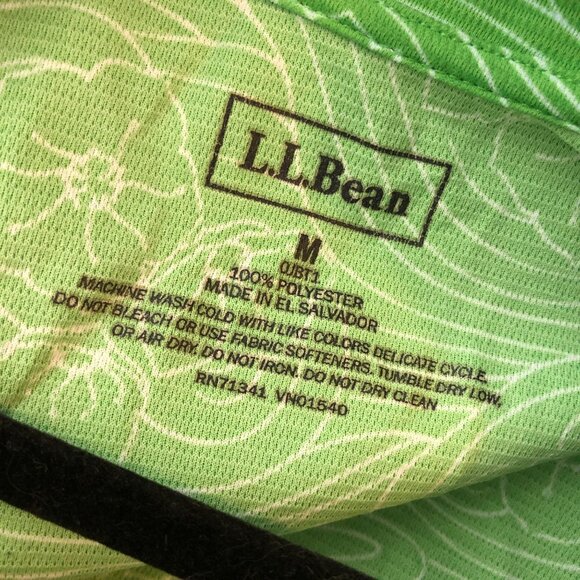 L.L.Bean
M
0JBT1
100% POLYESTER
MADE IN EL SALVADOR
MACHINE WASH COLD WITH LIKE COLORS DELICATE CYCLE.
DO NOT BLEACH OR USE FABRIC SOFTENERS. TUMBLE DRY LOW,
OR AIR DRY. DO NOT IRON. DO NOT DRY CLEAN
RN71341 VN01540